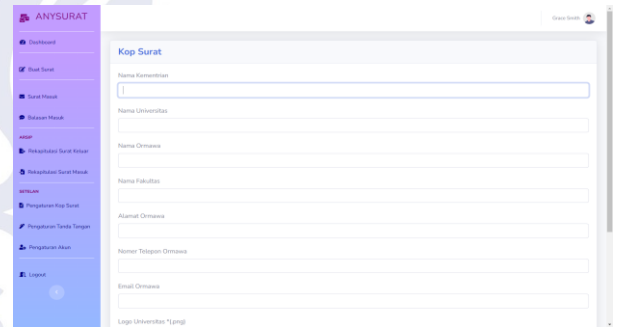 ANYSURAT
Grace Smith
Dashboard
Buat Surat
Surat Masuk
Balasan Masuk
ARSIP
Rekapitulasi Surat Keluar
Rekapitulasi Surat Masuk
SETELAN
Pengaturan Kop Surat
Pengaturan Tanda Tangan
Pengaturan Akun
Logout
Kop Surat
Nama Kementrian
Nama Universitas
Nama Ormawa
Nama Fakultas
Alamat Ormawa
Nomor Telepon Ormawa
Email Ormawa
Logo Universitas *(.png)